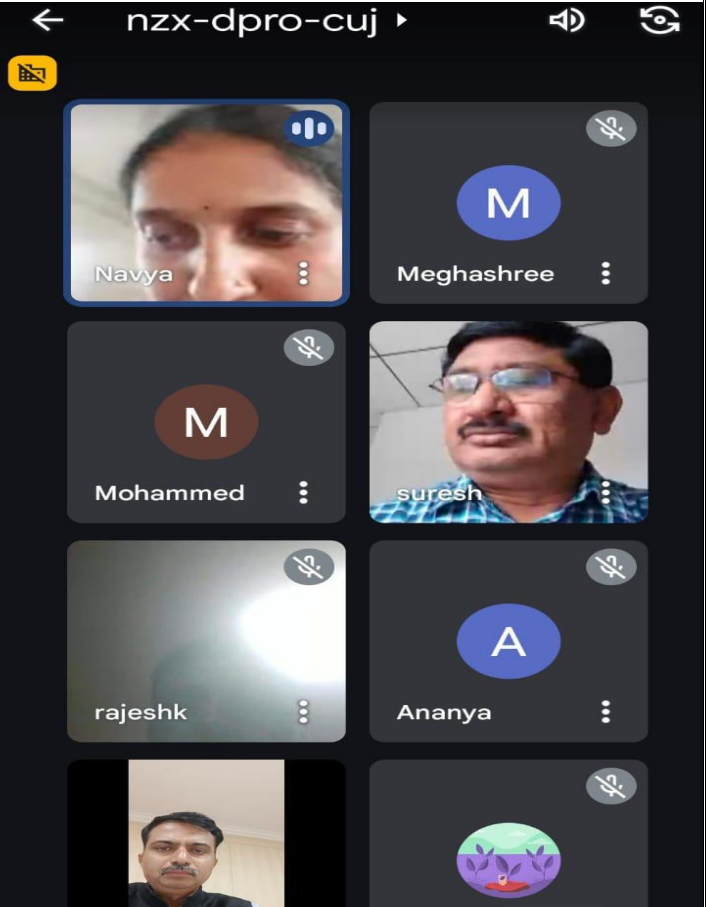 nzx-dpro-cuj
Navya
M
Meghashree
M
Mohammed
suresh
rajeshk
A
Ananya